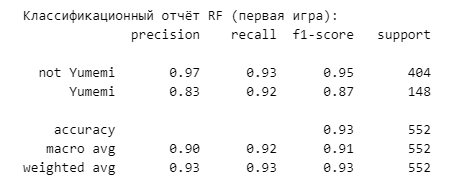 Классификационный отчёт RF (первая игра):
precision recall f1-score support
not Yumemi 0.97 0.93 0.95 404
Yumemi 0.83 0.92 0.87 148
accuracy 0.93 552
macro avg 0.90 0.92 0.91 552
weighted avg 0.93 0.93 0.93 552